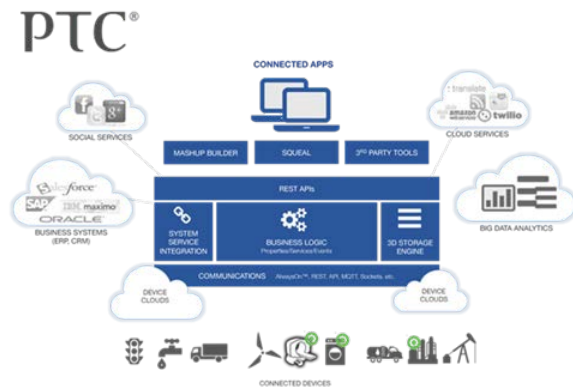 PTC®
CONNECTED APPS
SOCIAL SERVICES
translate
amazon
webservices
twilio
CLOUD SERVICES
MASHUP BUILDER
SQUEAL
3RD PARTY TOOLS
REST APIs
salesforce
SAP
IBM maximo
ORACLE
BUSINESS SYSTEMS
(ERP, CRM)
SYSTEM
SERVICE
INTEGRATION
BUSINESS LOGIC
Properties/Services/Events
3D STORAGE
ENGINE
BIG DATA ANALYTICS
COMMUNICATIONS AlwaysOn™, REST, API, MQTT, Sockets, etc.
DEVICE
CLOUDS
DEVICE
CLOUDS
CONNECTED DEVICES